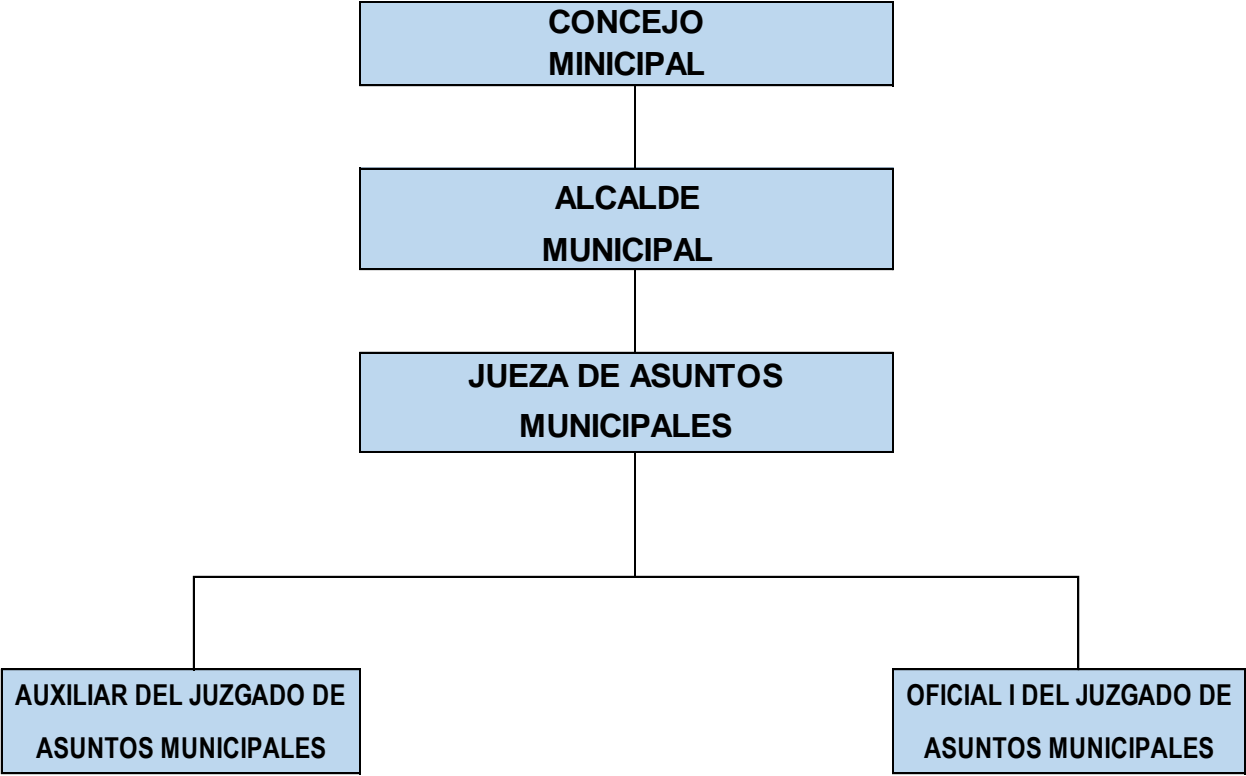 CONCEJO
MINICIPAL
ALCALDE
MUNICIPAL
JUEZA DE ASUNTOS
MUNICIPALES
AUXILIAR DEL JUZGADO DE
ASUNTOS MUNICIPALES
OFICIAL I DEL JUZGADO DE
ASUNTOS MUNICIPALES